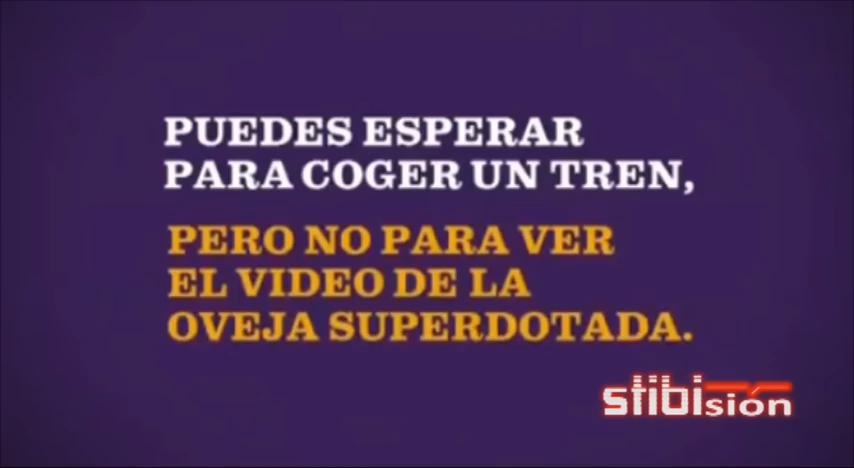 PUEDES ESPERAR
PARA COGER UN TREN,
PERO NO PARA VER
EL VIDEO DE LA
OVEJA SUPERDOTADA.
stibisión